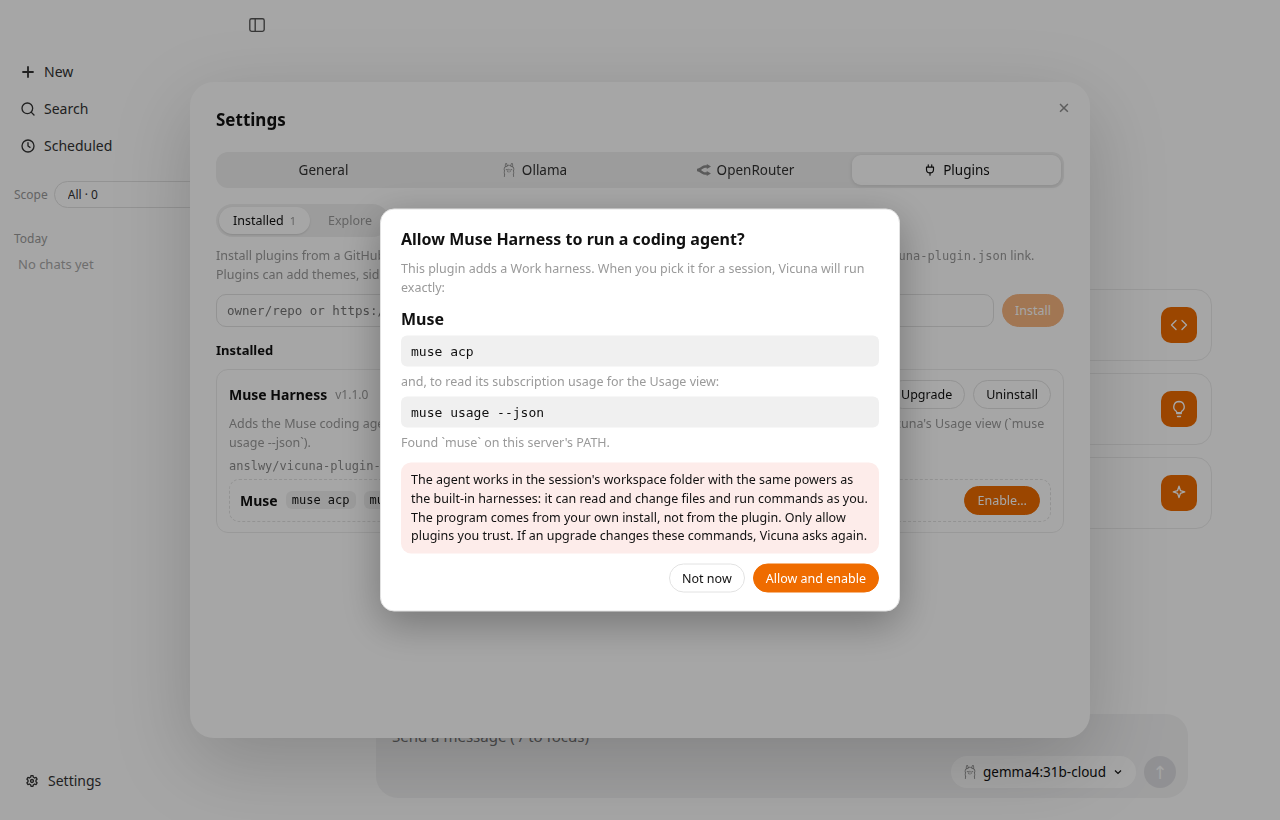 New
Search
Scheduled
Scope
All · 0
Today
No chats yet
Settings
Settings
General
Ollama
OpenRouter
Plugins
Installed 1
Explore
Install plugins from a GitHub
una-plugin.json link.
Plugins can add themes, sid
owner/repo or https:/
Install
Installed
Muse Harness v1.1.0
Upgrade
Uninstall
Adds the Muse coding age
una's Usage view (`muse
usage --json`).
anslwy/vicuna-plugin-
Muse
muse acp
mu
Enable...
Allow Muse Harness to run a coding agent?
This plugin adds a Work harness. When you pick it for a session, Vicuna will run
exactly:
Muse
muse acp
and, to read its subscription usage for the Usage view:
muse usage --json
Found `muse` on this server's PATH.
The agent works in the session's workspace folder with the same powers as
the built-in harnesses: it can read and change files and run commands as you.
The program comes from your own install, not from the plugin. Only allow
plugins you trust. If an upgrade changes these commands, Vicuna asks again.
Not now
Allow and enable
Send a message ( / to focus)
gemma4:31b-cloud